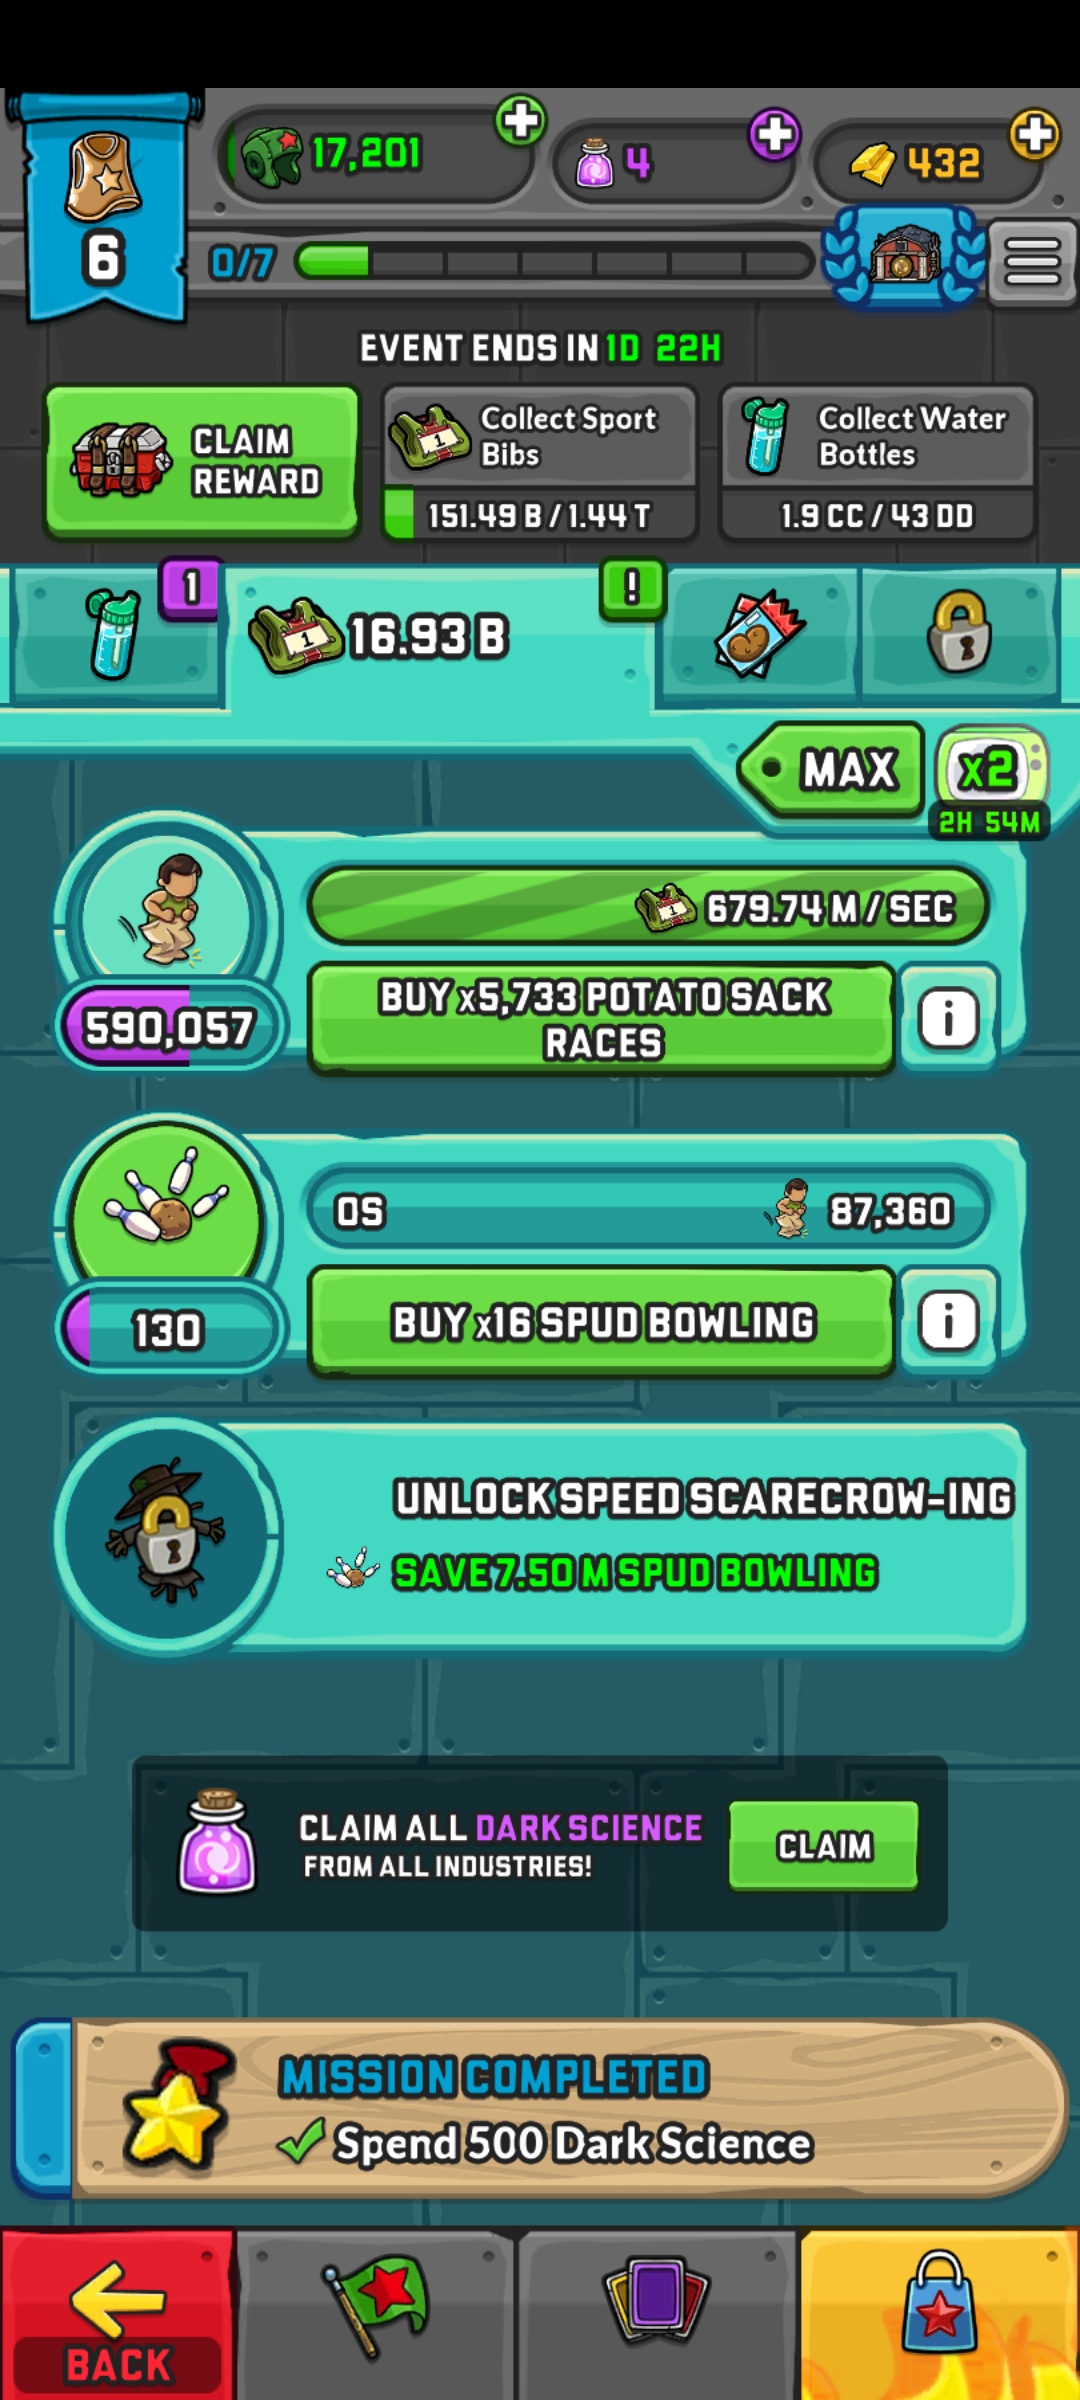 17,201
4
432
6
0/7
EVENT ENDS IN 1D 22H
CLAIM
REWARD
Collect Sport
Bibs
151.49 B / 1.44 T
Collect Water
Bottles
1.9 CC / 43 DD
1
1
16.93 B
!
MAX
x2
2H 54M
1
679.74 M / SEC
590,057
BUY x5,733 POTATO SACK
RACES
i
0S
87,360
130
BUY x16 SPUD BOWLING
i
UNLOCK SPEED SCARECROW-ING
SAVE 7.50 M SPUD BOWLING
CLAIM ALL DARK SCIENCE
FROM ALL INDUSTRIES!
CLAIM
MISSION COMPLETED
Spend 500 Dark Science
BACK